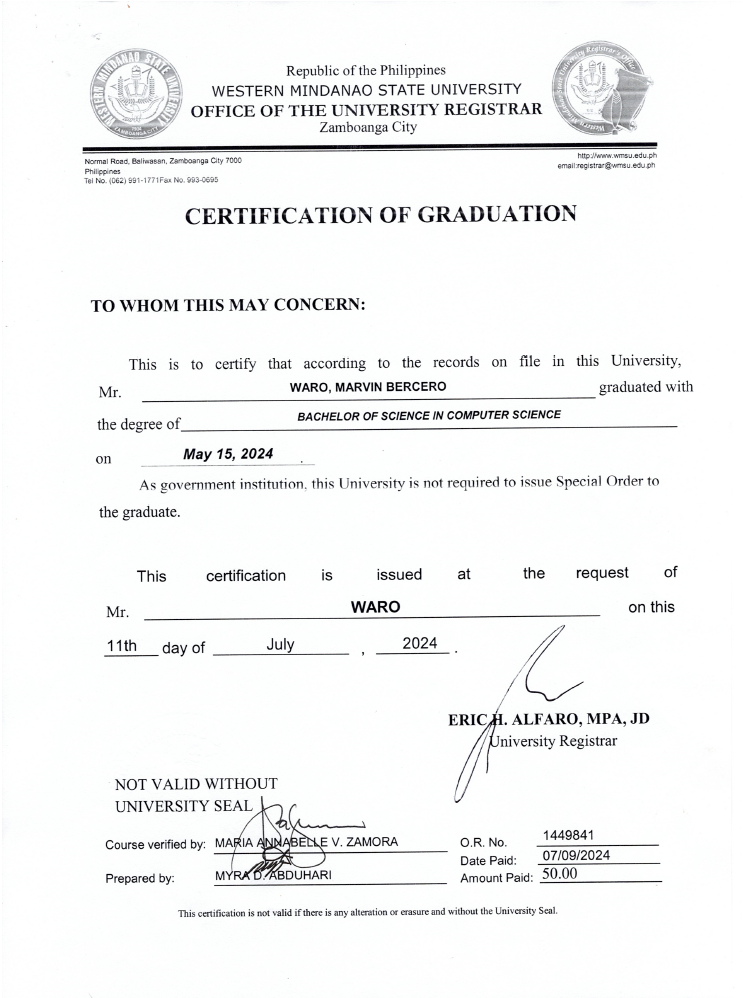 Republic of the Philippines
WESTERN MINDANAO STATE UNIVERSITY
OFFICE OF THE UNIVERSITY REGISTRAR
Zamboanga City
WESTERN MINDANAO STATE UNIVERSITY
ZAMBOANGA CITY
Normal Road, Baliwasan, Zamboanga City 7000
Philippines
Tel No. (062) 991-1771Fax No. 993-0695
http://www.wmsu.edu.ph
email:registrar@wmsu.edu.ph
CERTIFICATION OF GRADUATION
TO WHOM THIS MAY CONCERN:
This is to certify that according to the records on file in this University,
Mr. WARO, MARVIN BERCERO graduated with
the degree of BACHELOR OF SCIENCE IN COMPUTER SCIENCE
on May 15, 2024 .
As government institution, this University is not required to issue Special Order to
the graduate.
This certification is issued at the request of
Mr. WARO on this
11th day of July , 2024 .
ERIC H. ALFARO, MPA, JD
University Registrar
NOT VALID WITHOUT
UNIVERSITY SEAL
Course verified by: MARIA ANNABELLE V. ZAMORA
Prepared by: MYRA D. ABDUHARI
O.R. No. 1449841
Date Paid: 07/09/2024
Amount Paid: 50.00
This certification is not valid if there is any alteration or erasure and without the University Seal.